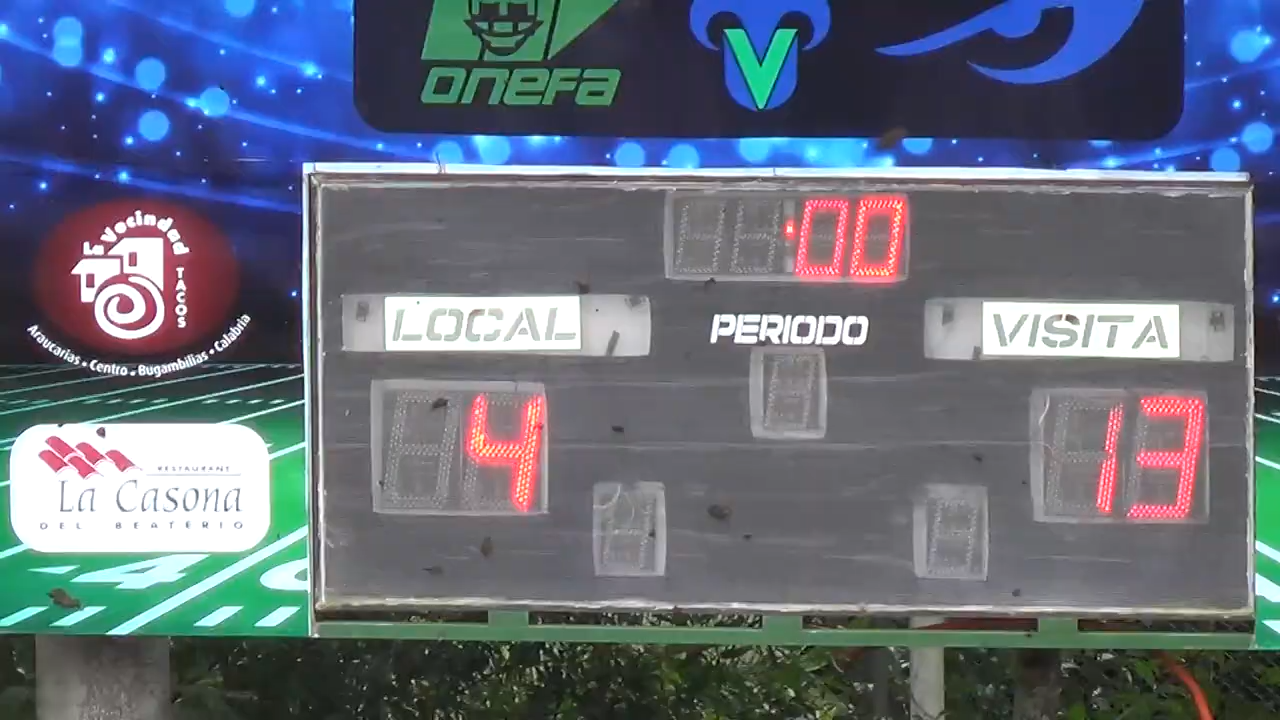 ONEFA
V
:00
LOCAL
PERIODO
VISITA
4
13
La Vecindad
TACOS
Araucarias • Centro • Bugambilias • Calabria
RESTAURANT
La Casona
DEL BEATERIO
4